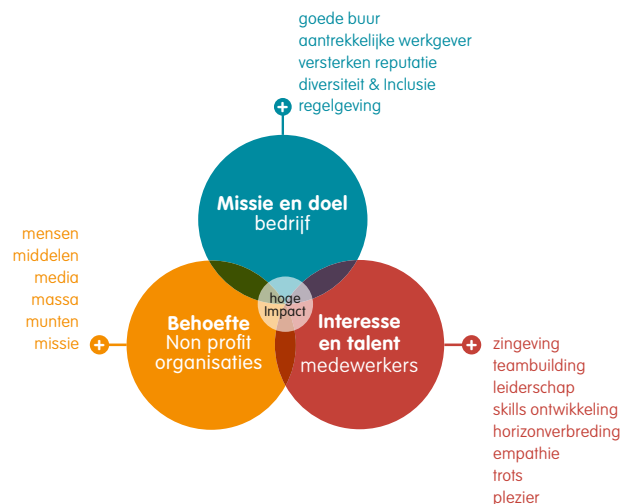 goede buur
aantrekkelijke werkgever
versterken reputatie
diversiteit & Inclusie
regelgeving
Missie en doel
bedrijf
mensen
middelen
media
massa
munten
missie
hoge
Impact
Behoefte
Non profit
organisaties
Interesse
en talent
medewerkers
zingeving
teambuilding
leiderschap
skills ontwikkeling
horizonverbreding
empathie
trots
plezier